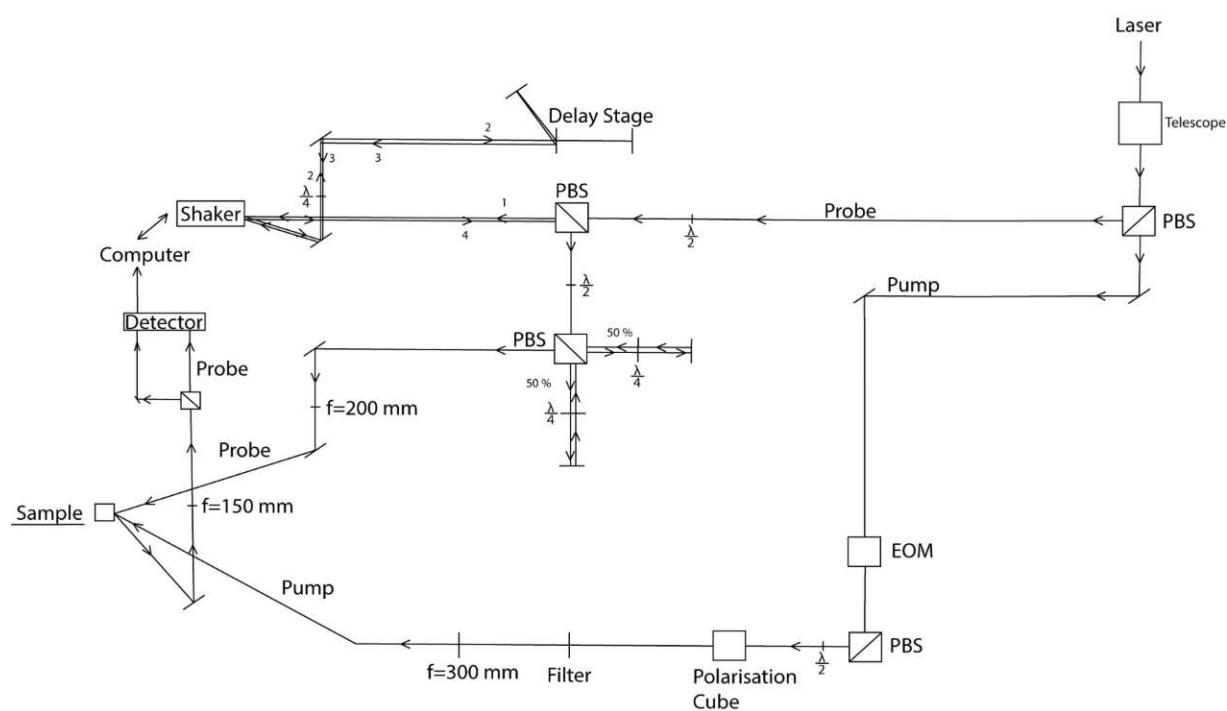 Laser
Telescope
PBS
Probe
λ/2
PBS
Delay Stage
2
3
3
2
λ/4
Shaker
1
4
Computer
λ/2
Pump
Detector
PBS
50 %
λ/4
50 %
λ/4
Probe
f=200 mm
Probe
f=150 mm
Sample
EOM
Pump
PBS
λ/2
Polarisation
Cube
Filter
f=300 mm